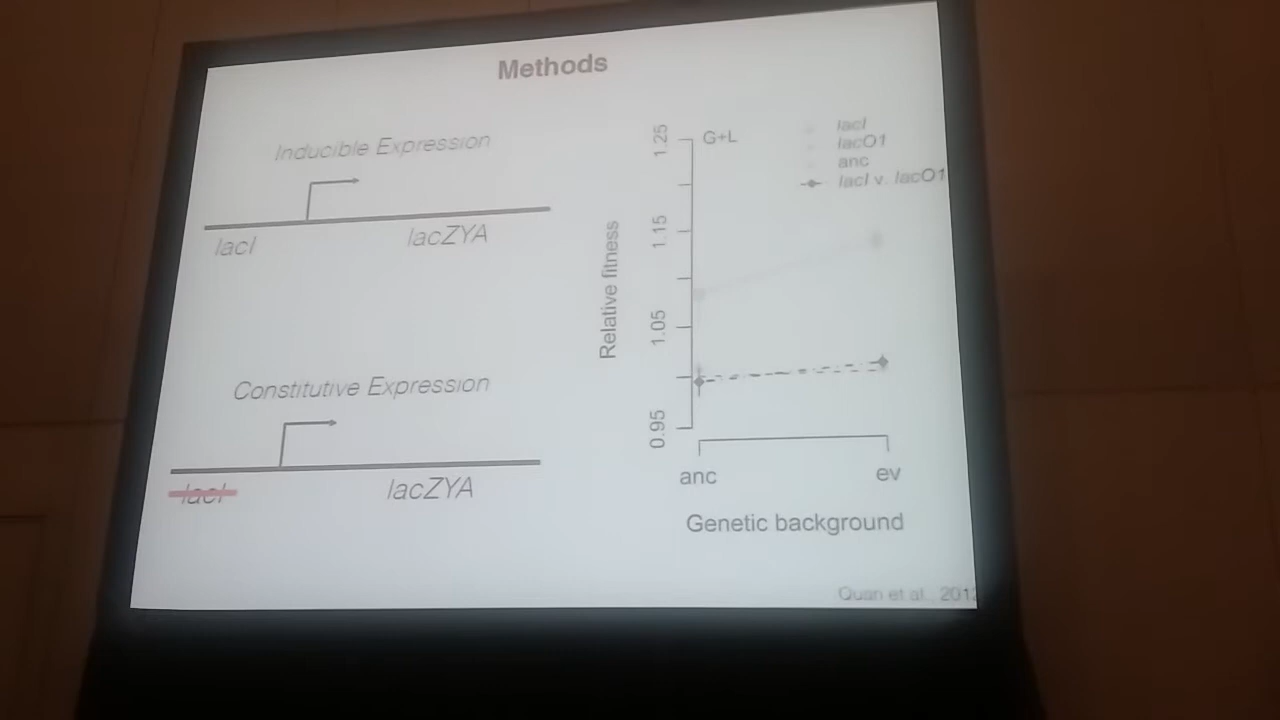 Methods
Inducible Expression
lacI
lacZYA
Constitutive Expression
lacI
lacZYA
1.25
1.15
1.05
0.95
Relative fitness
G+L
lacI
lacO1
anc
lacI v. lacO1
anc
ev
Genetic background
Quan et al., 2012